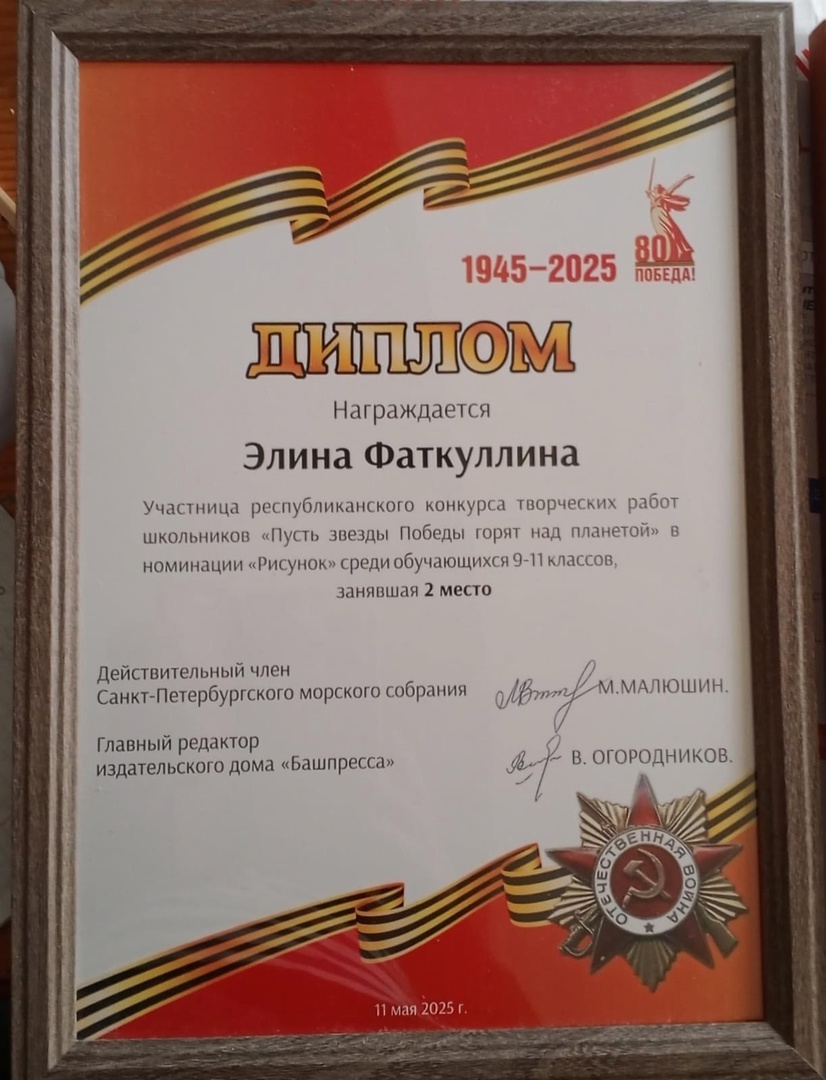 1945–2025
80
ПОБЕДА!
ДИПЛОМ
Награждается
Элина Фаткуллина
Участница республиканского конкурса творческих работ
школьников «Пусть звезды Победы горят над планетой» в
номинации «Рисунок» среди обучающихся 9-11 классов,
занявшая 2 место
Действительный член
Санкт-Петербургского морского собрания
М.МАЛЮШИН.
Главный редактор
издательского дома «Башпресса»
В. ОГОРОДНИКОВ.
ОТЕЧЕСТВЕННАЯ ВОЙНА
11 мая 2025 г.